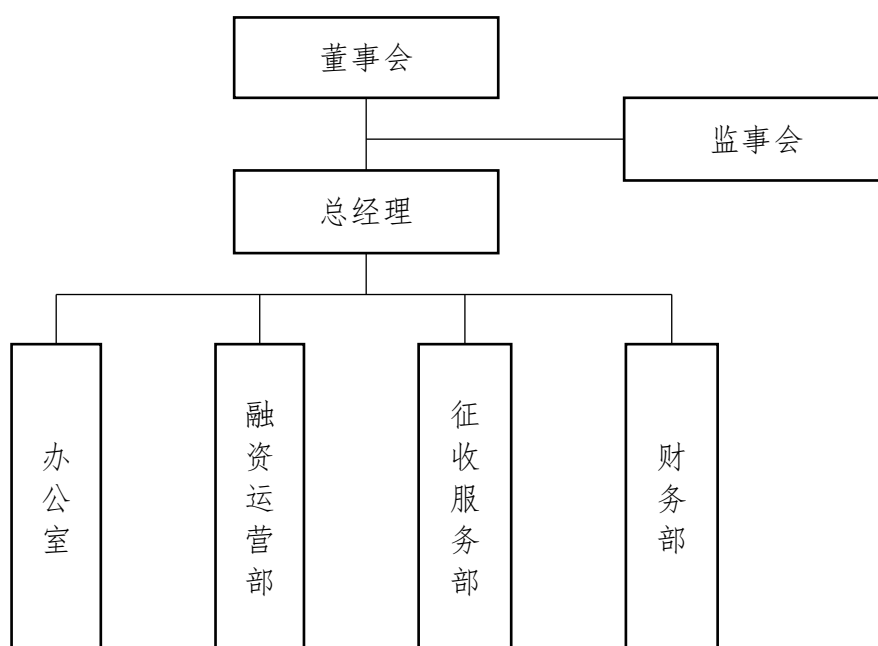 董事会
监事会
总经理
办公室
融资运营部
征收服务部
财务部